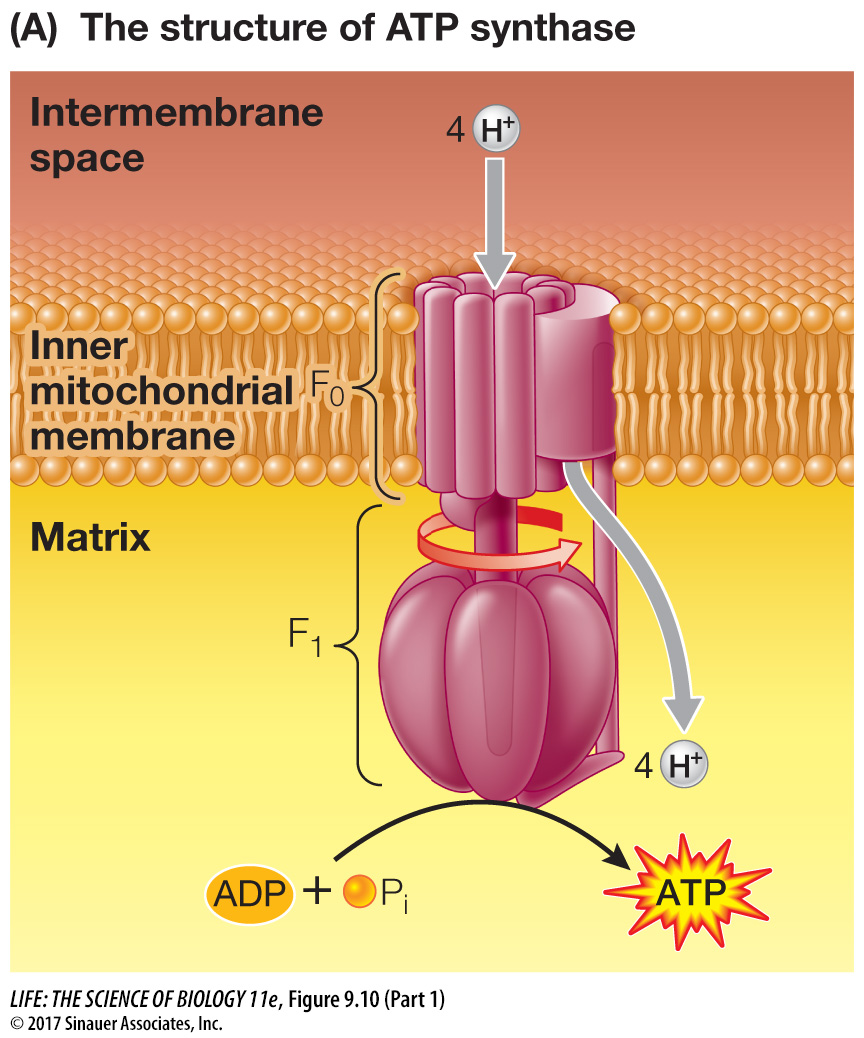 (A) The structure of ATP synthase
Intermembrane
space
4 H⁺
Inner
mitochondrial
membrane
F₀
Matrix
F₁
4 H⁺
ADP + Pᵢ
ATP
LIFE: THE SCIENCE OF BIOLOGY 11e, Figure 9.10 (Part 1)
© 2017 Sinauer Associates, Inc.